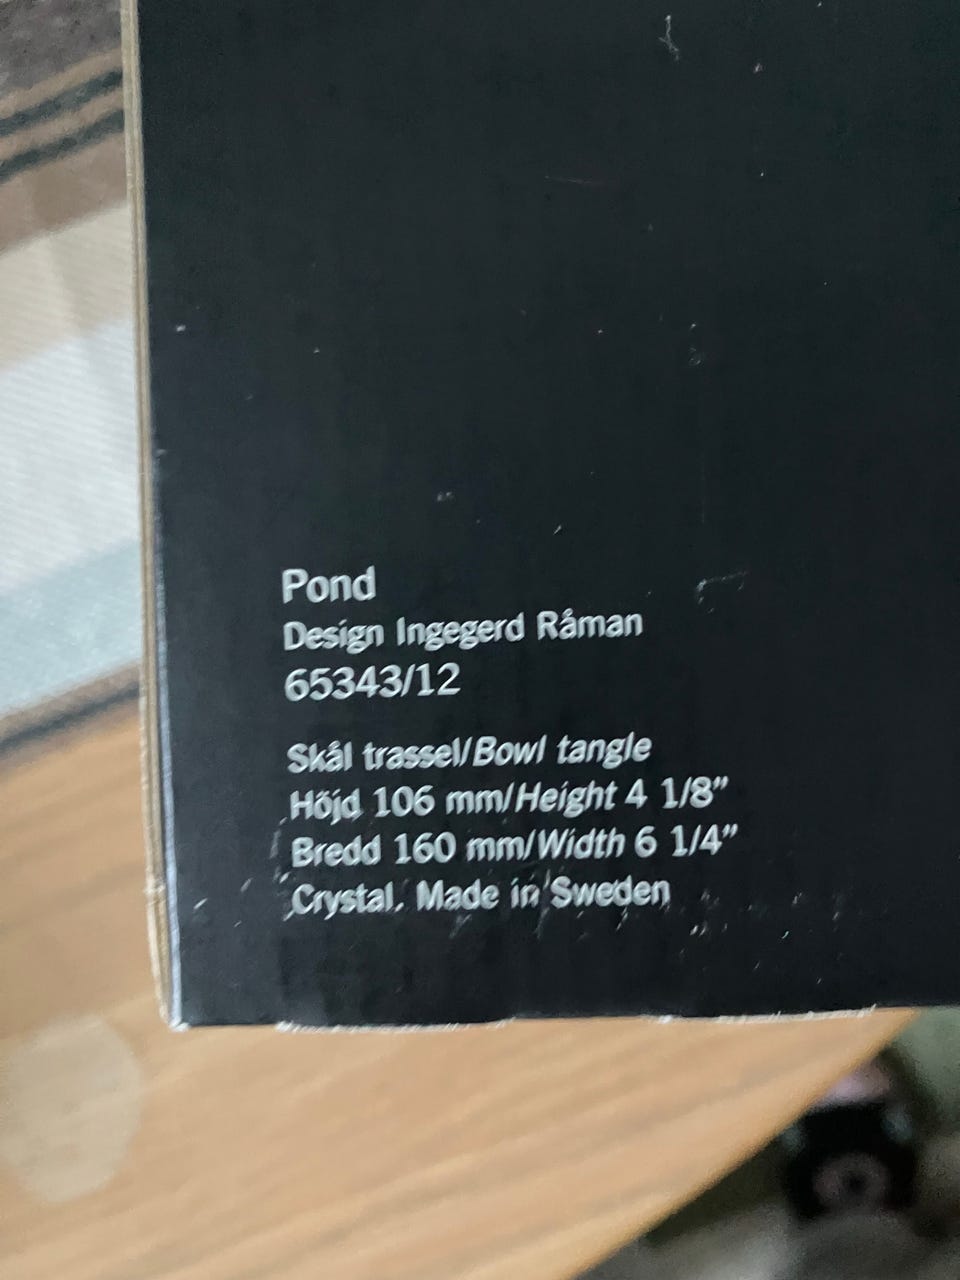 Pond
Design Ingegerd Råman
65343/12
Skål trassel/Bowl tangle
Höjd 106 mm/Height 4 1/8”
Bredd 160 mm/Width 6 1/4”
Crystal. Made in Sweden